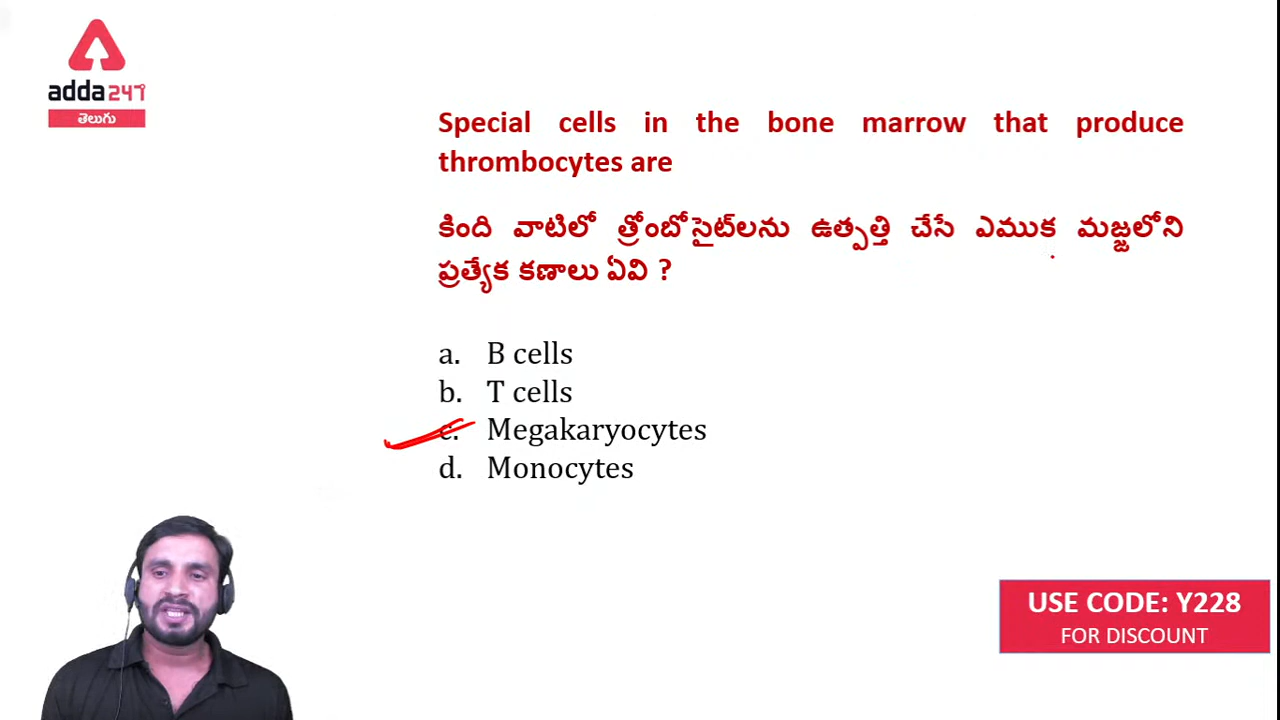 adda247
తెలుగు
Special cells in the bone marrow that produce
thrombocytes are
కింది వాటిలో త్రోంబోసైట్‌లను ఉత్పత్తి చేసే ఎముక మజ్జలోని
ప్రత్యేక కణాలు ఏవి ?
a. B cells
b. T cells
c. Megakaryocytes
d. Monocytes
USE CODE: Y228
FOR DISCOUNT